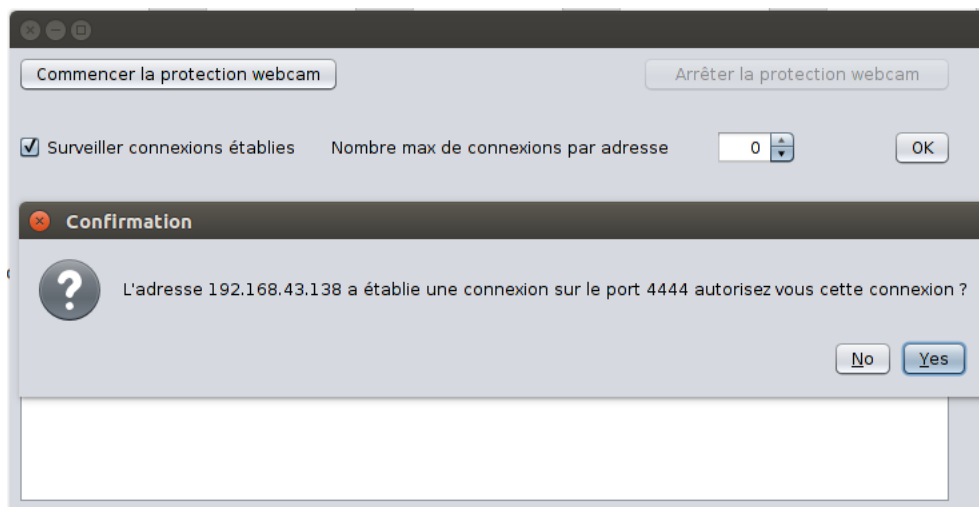 Commencer la protection webcam
Arrêter la protection webcam
Surveiller connexions établies
Nombre max de connexions par adresse
0
OK
Confirmation
L'adresse 192.168.43.138 a établie une connexion sur le port 4444 autorisez vous cette connexion ?
No
Yes